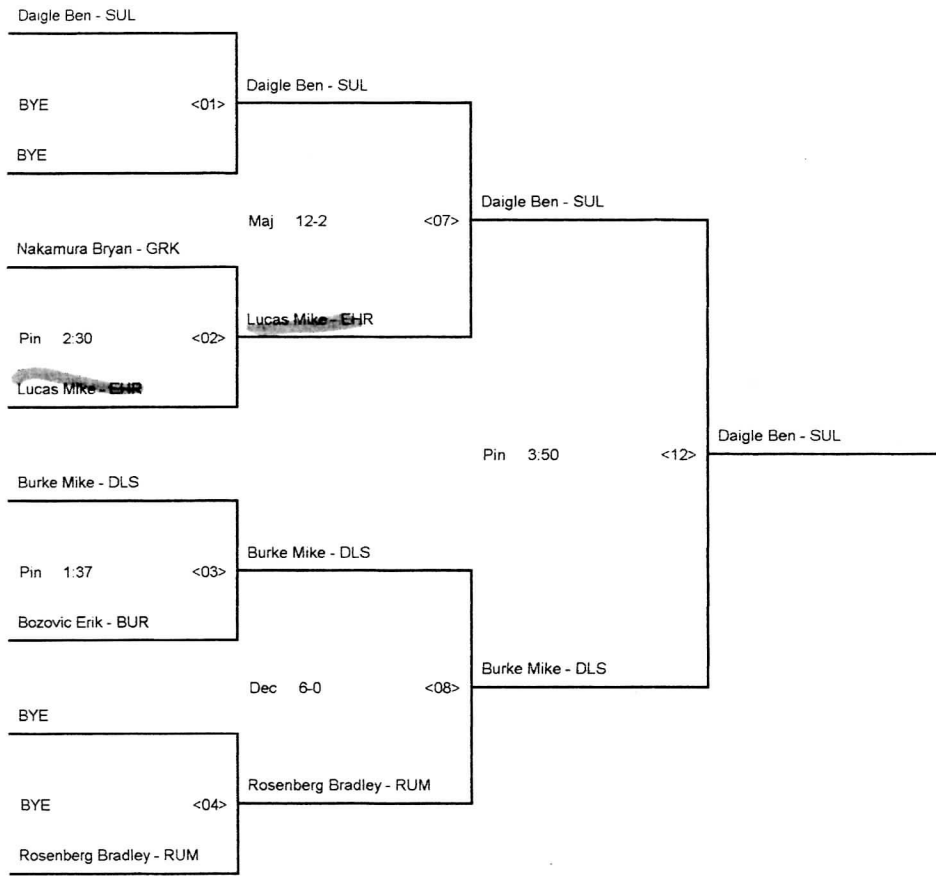 Daigle Ben - SUL
Daigle Ben - SUL
BYE <01>
BYE
Daigle Ben - SUL
Maj 12-2 <07>
Nakamura Bryan - GRK
Lucas Mike - EHR
Pin 2:30 <02>
Lucas Mike - EHR
Daigle Ben - SUL
Pin 3:50 <12>
Burke Mike - DLS
Burke Mike - DLS
Pin 1:37 <03>
Bozovic Erik - BUR
Burke Mike - DLS
Dec 6-0 <08>
BYE
Rosenberg Bradley - RUM
BYE <04>
Rosenberg Bradley - RUM